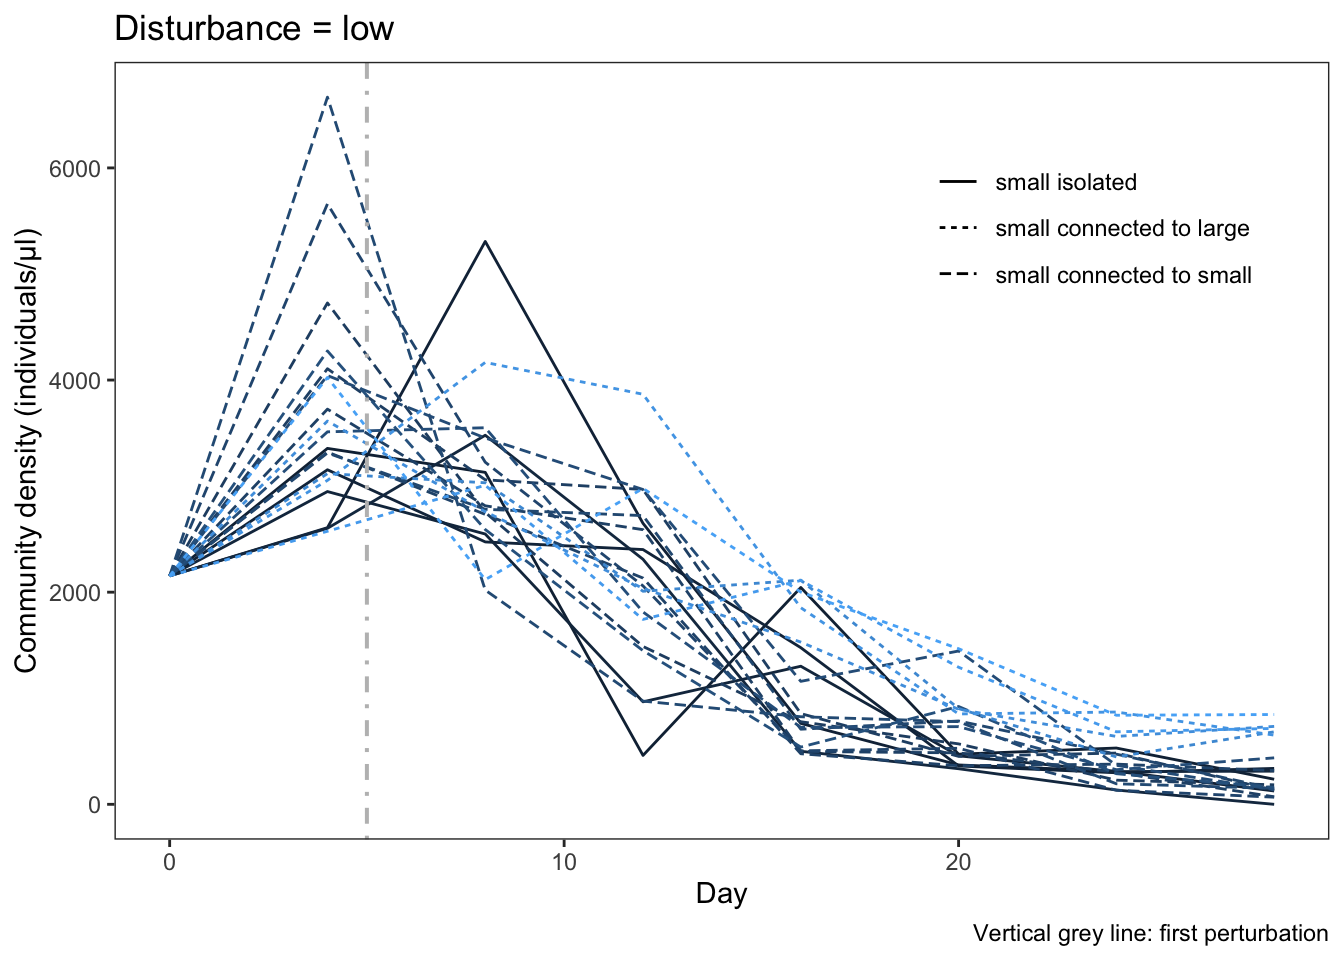 Disturbance = low
Community density (individuals/µl)
6000
4000
2000
0
small isolated
small connected to large
small connected to small
0
10
20
Day
Vertical grey line: first perturbation